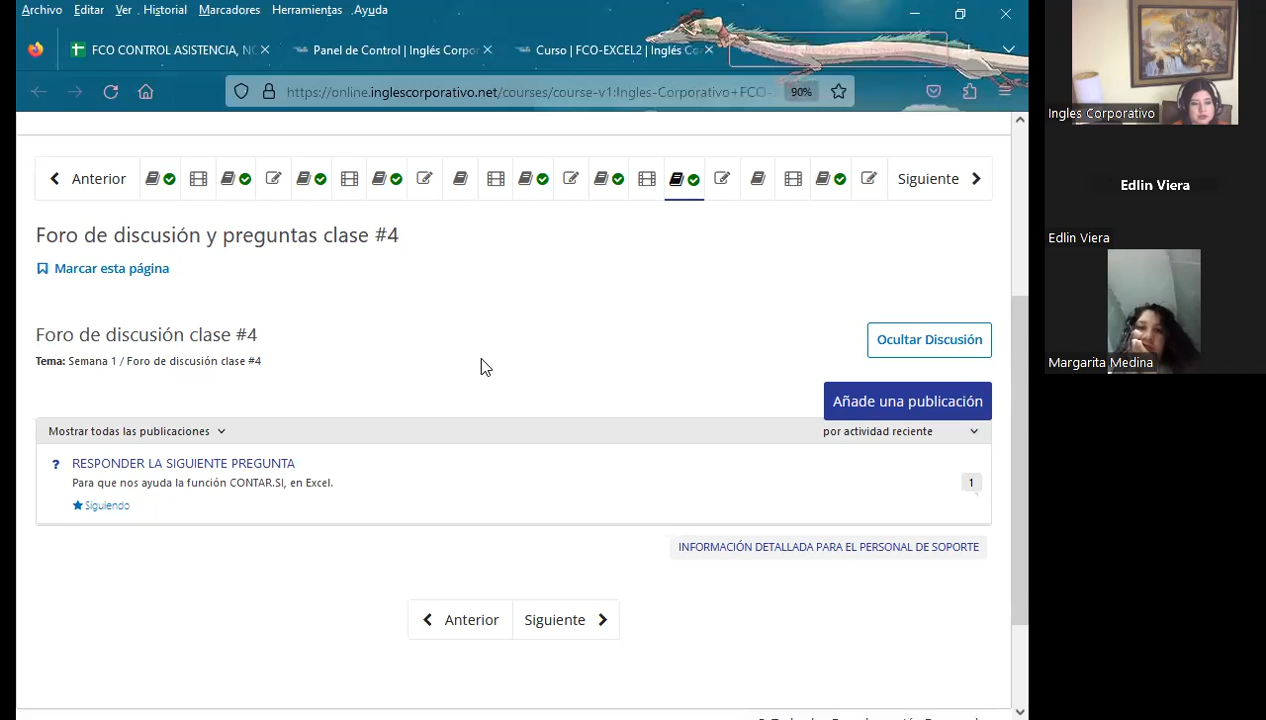 Archivo Editar Ver Historial Marcadores Herramientas Ayuda
FCO CONTROL ASISTENCIA, NO
Panel de Control | Inglés Corpor
Curso | FCO-EXCEL2 | Inglés Co
https://online.inglescorporativo.net/courses/course-v1:Ingles-Corporativo+FCO-
90%
Anterior
Siguiente
Foro de discusión y preguntas clase #4
Marcar esta página
Foro de discusión clase #4
Ocultar Discusión
Tema: Semana 1 / Foro de discusión clase #4
Añade una publicación
Mostrar todas las publicaciones
por actividad reciente
? RESPONDER LA SIGUIENTE PREGUNTA
Para que nos ayuda la función CONTAR.SI, en Excel.
1
Siguiendo
INFORMACIÓN DETALLADA PARA EL PERSONAL DE SOPORTE
Anterior
Siguiente
Ingles Corporativo
Edlin Viera
Edlin Viera
Margarita Medina